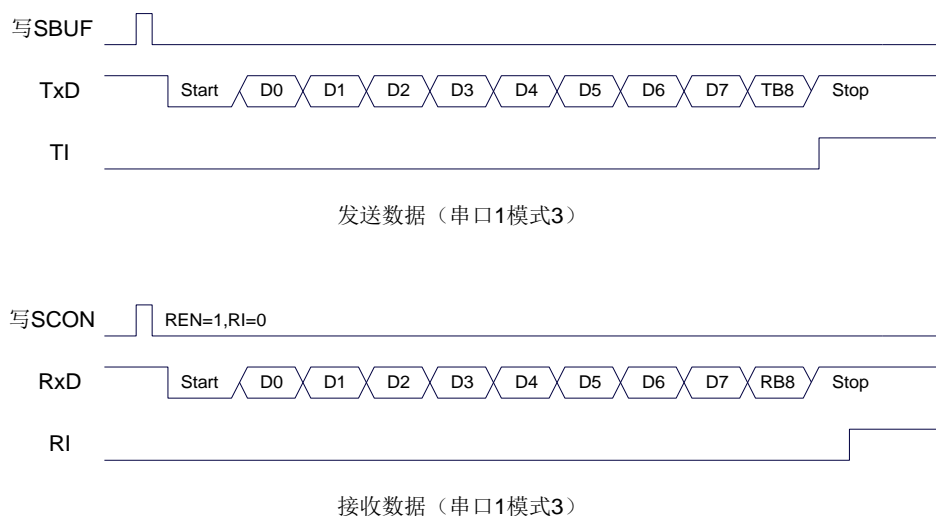 写SBUF
TxD Start D0 D1 D2 D3 D4 D5 D6 D7 TB8 Stop
TI
发送数据（串口1模式3）
写SCON REN=1,RI=0
RxD Start D0 D1 D2 D3 D4 D5 D6 D7 RB8 Stop
RI
接收数据（串口1模式3）